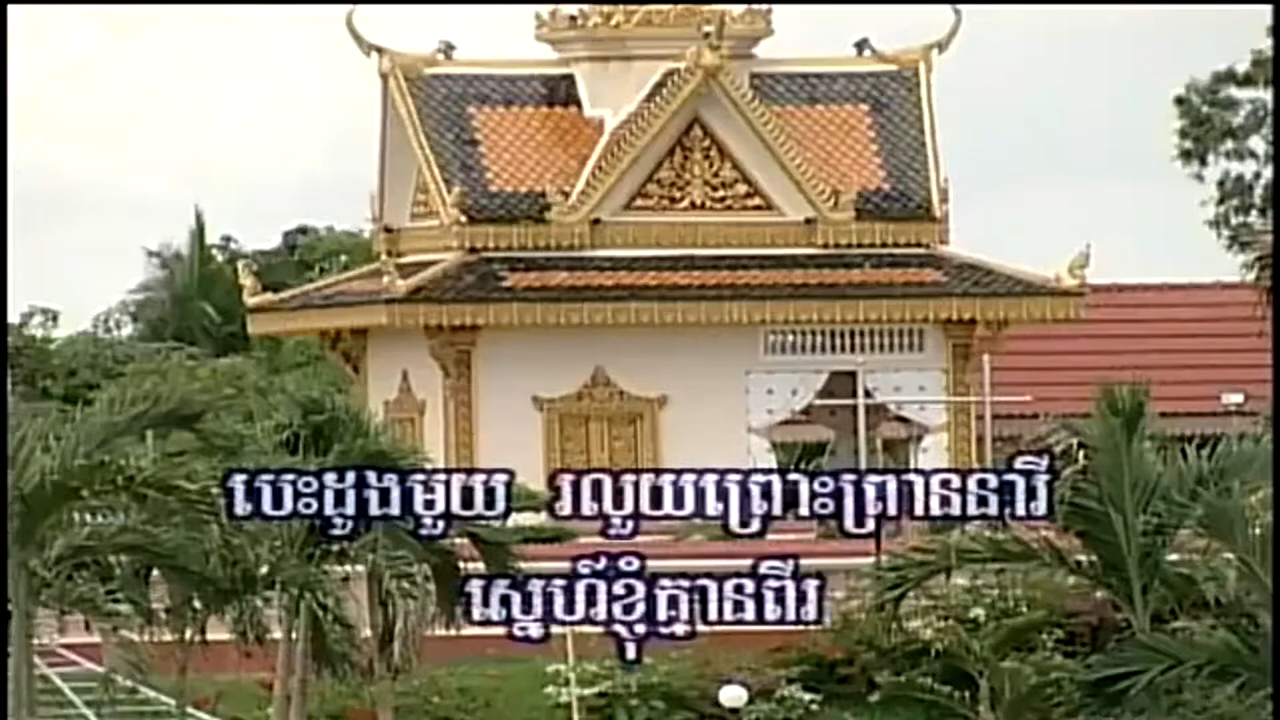 បេះដូងមួយ រលួយព្រោះព្រាននារី
ស្នេហ៍ខ្ញុំគ្មានពីរ